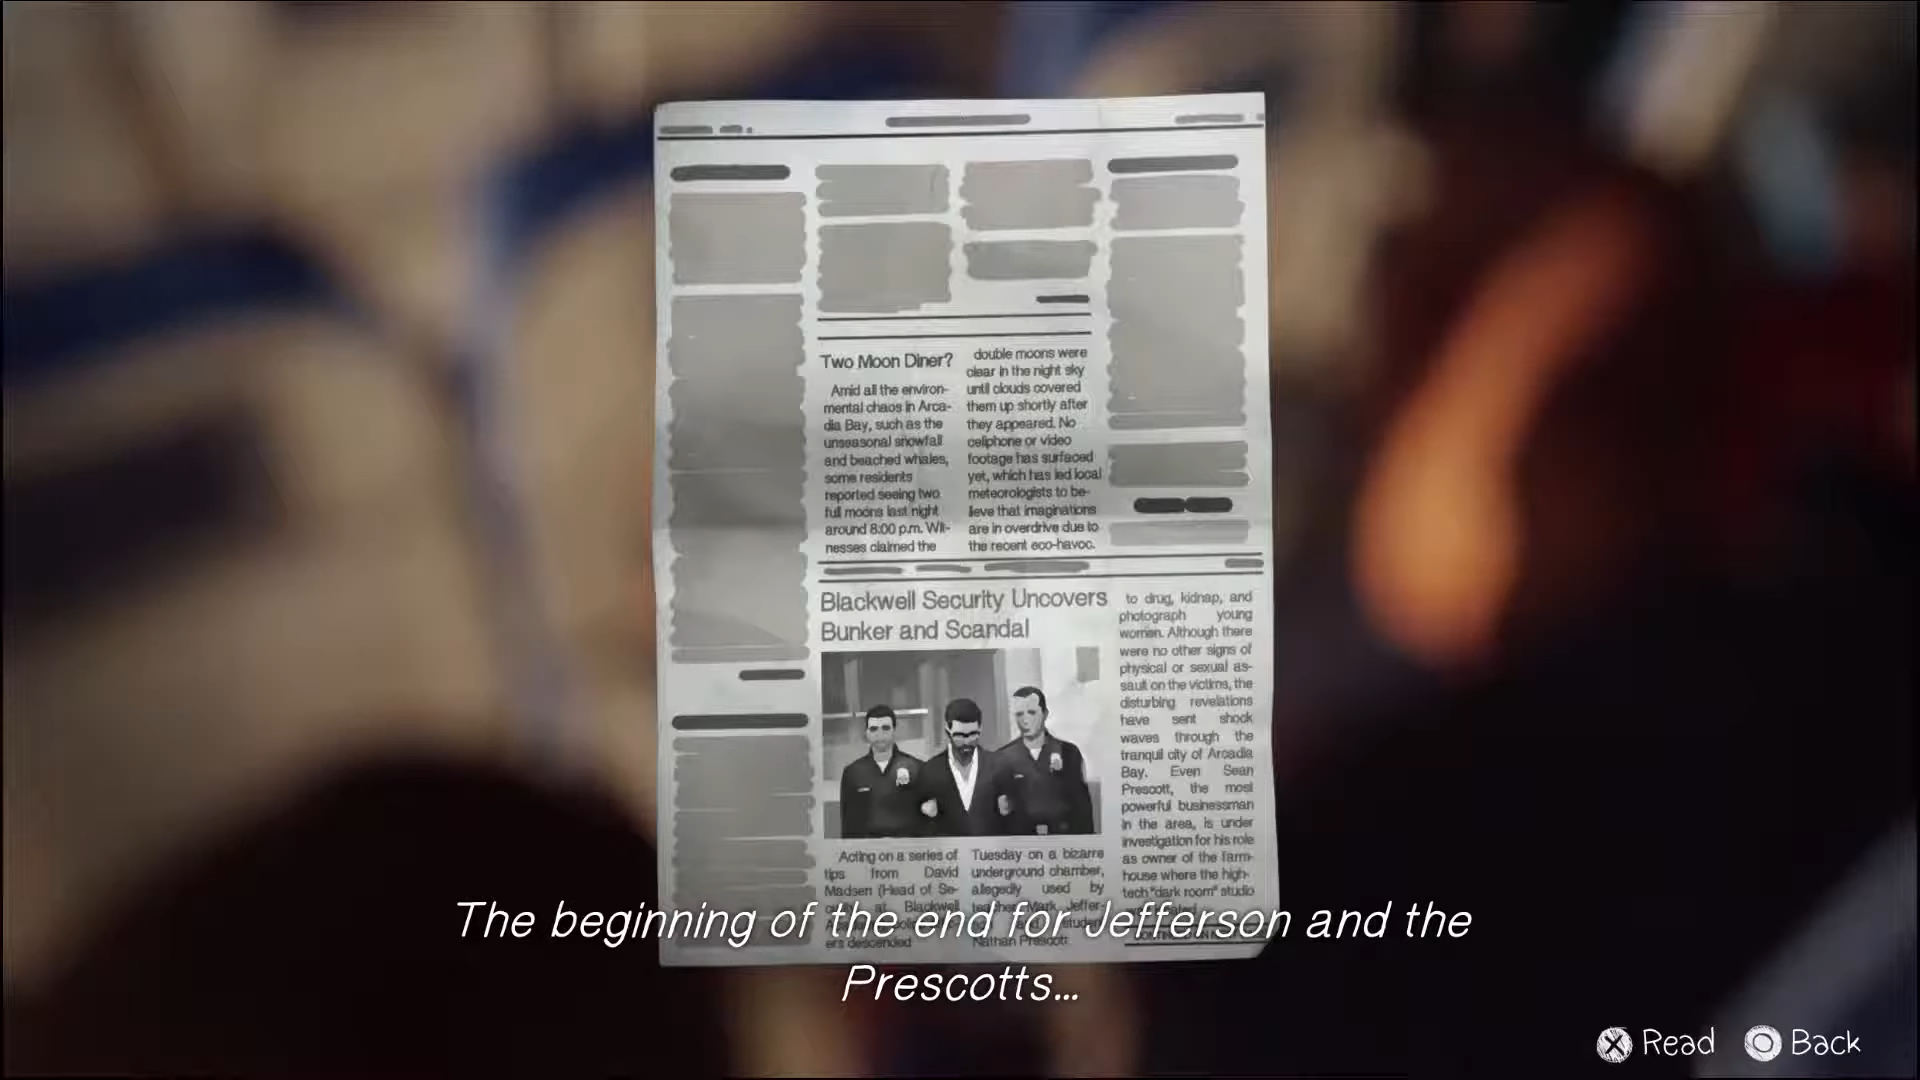 Two Moon Diner?
Amid all the environ-
mental chaos in Arca-
dia Bay, such as the
unseasonal snowfall
and beached whales,
some residents
reported seeing two
full moons last night
around 8:00 p.m. Wit-
nesses claimed the
double moons were
clear in the night sky
until clouds covered
them up shortly after
they appeared. No
cellphone or video
footage has surfaced
yet, which has led local
meteorologists to be-
lieve that imaginations
are in overdrive due to
the recent eco-havoc.
Blackwell Security Uncovers
Bunker and Scandal
Acting on a series of
tips from David
Madsen (Head of Se-
at Blackwell
ers descended
Tuesday on a bizarre
underground chamber,
allegedly used by
teacher Mark Jeffer-
student
Nathan Prescott
to drug, kidnap, and
photograph young
women. Although there
were no other signs of
physical or sexual as-
sault on the victims, the
disturbing revelations
have sent shock
waves through the
tranquil city of Arcadia
Bay. Even Sean
Prescott, the most
powerful businessman
in the area, is under
investigation for his role
as owner of the farm-
house where the high-
tech "dark room" studio
The beginning of the end for Jefferson and the
Prescotts...
Read
Back